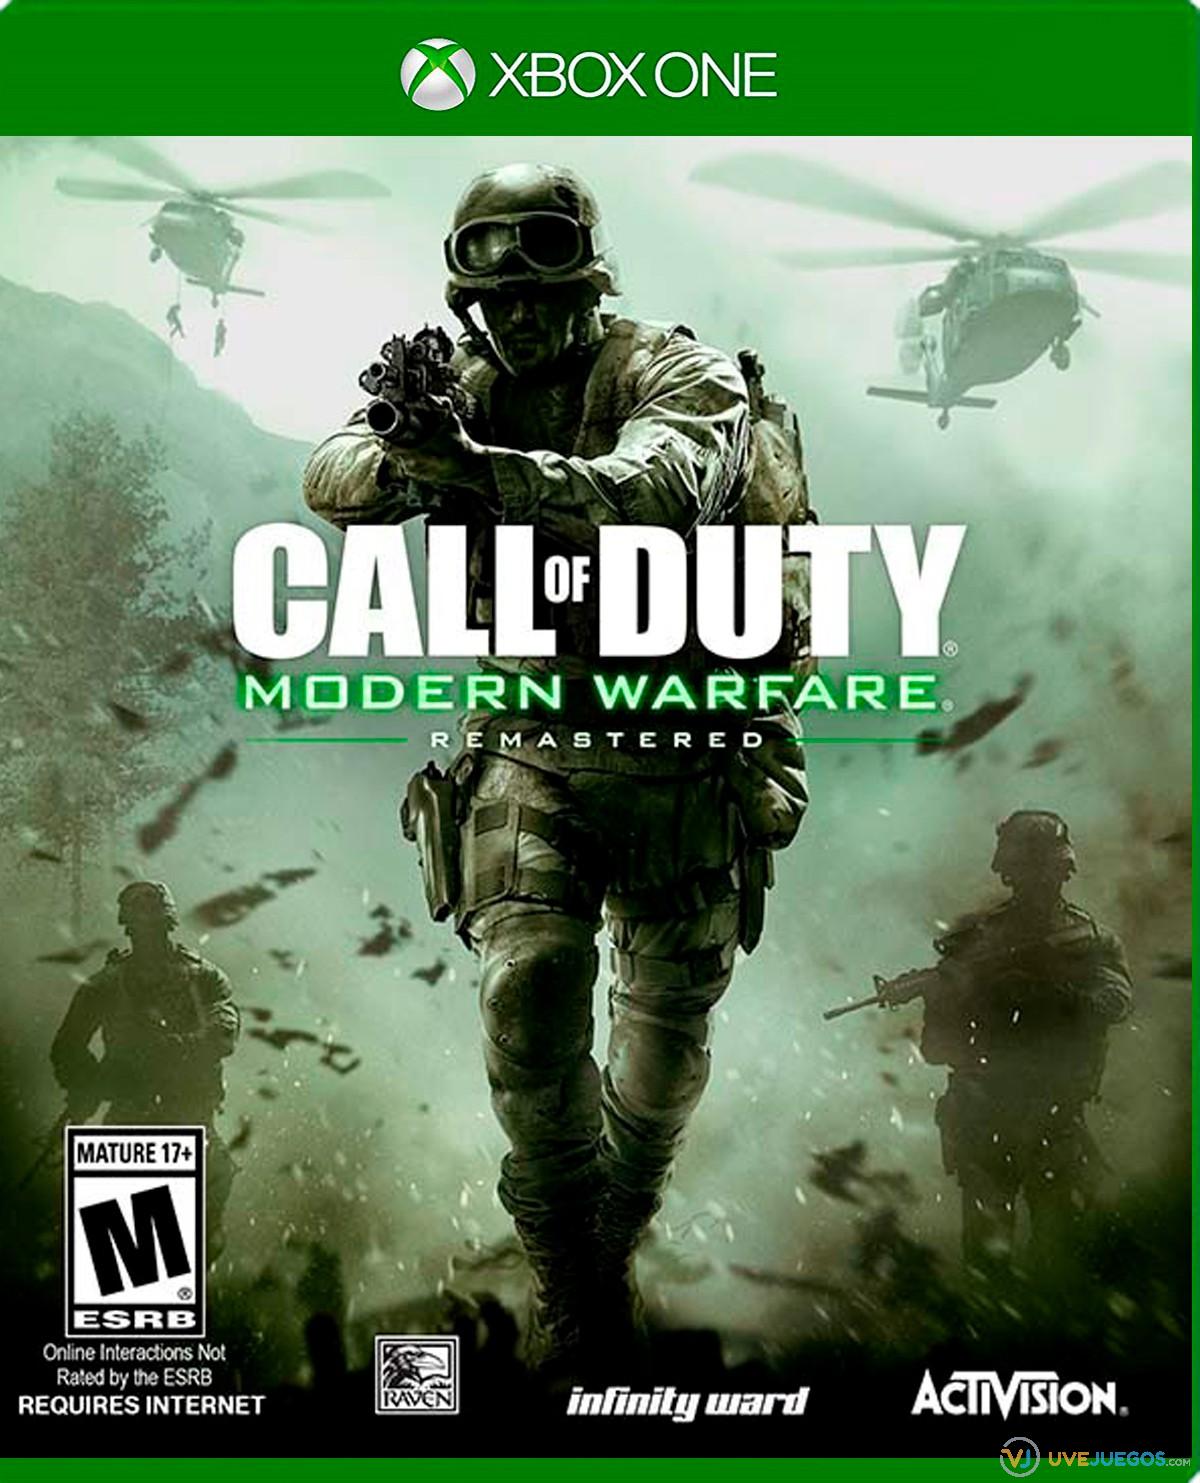 XBOX ONE
CALL OF DUTY®
MODERN WARFARE®
REMASTERED
MATURE 17+
M®
ESRB
Online Interactions Not
Rated by the ESRB
REQUIRES INTERNET
RAVEN
infinity ward
ACTIVISION®
VJ UVEJUEGOS.COM